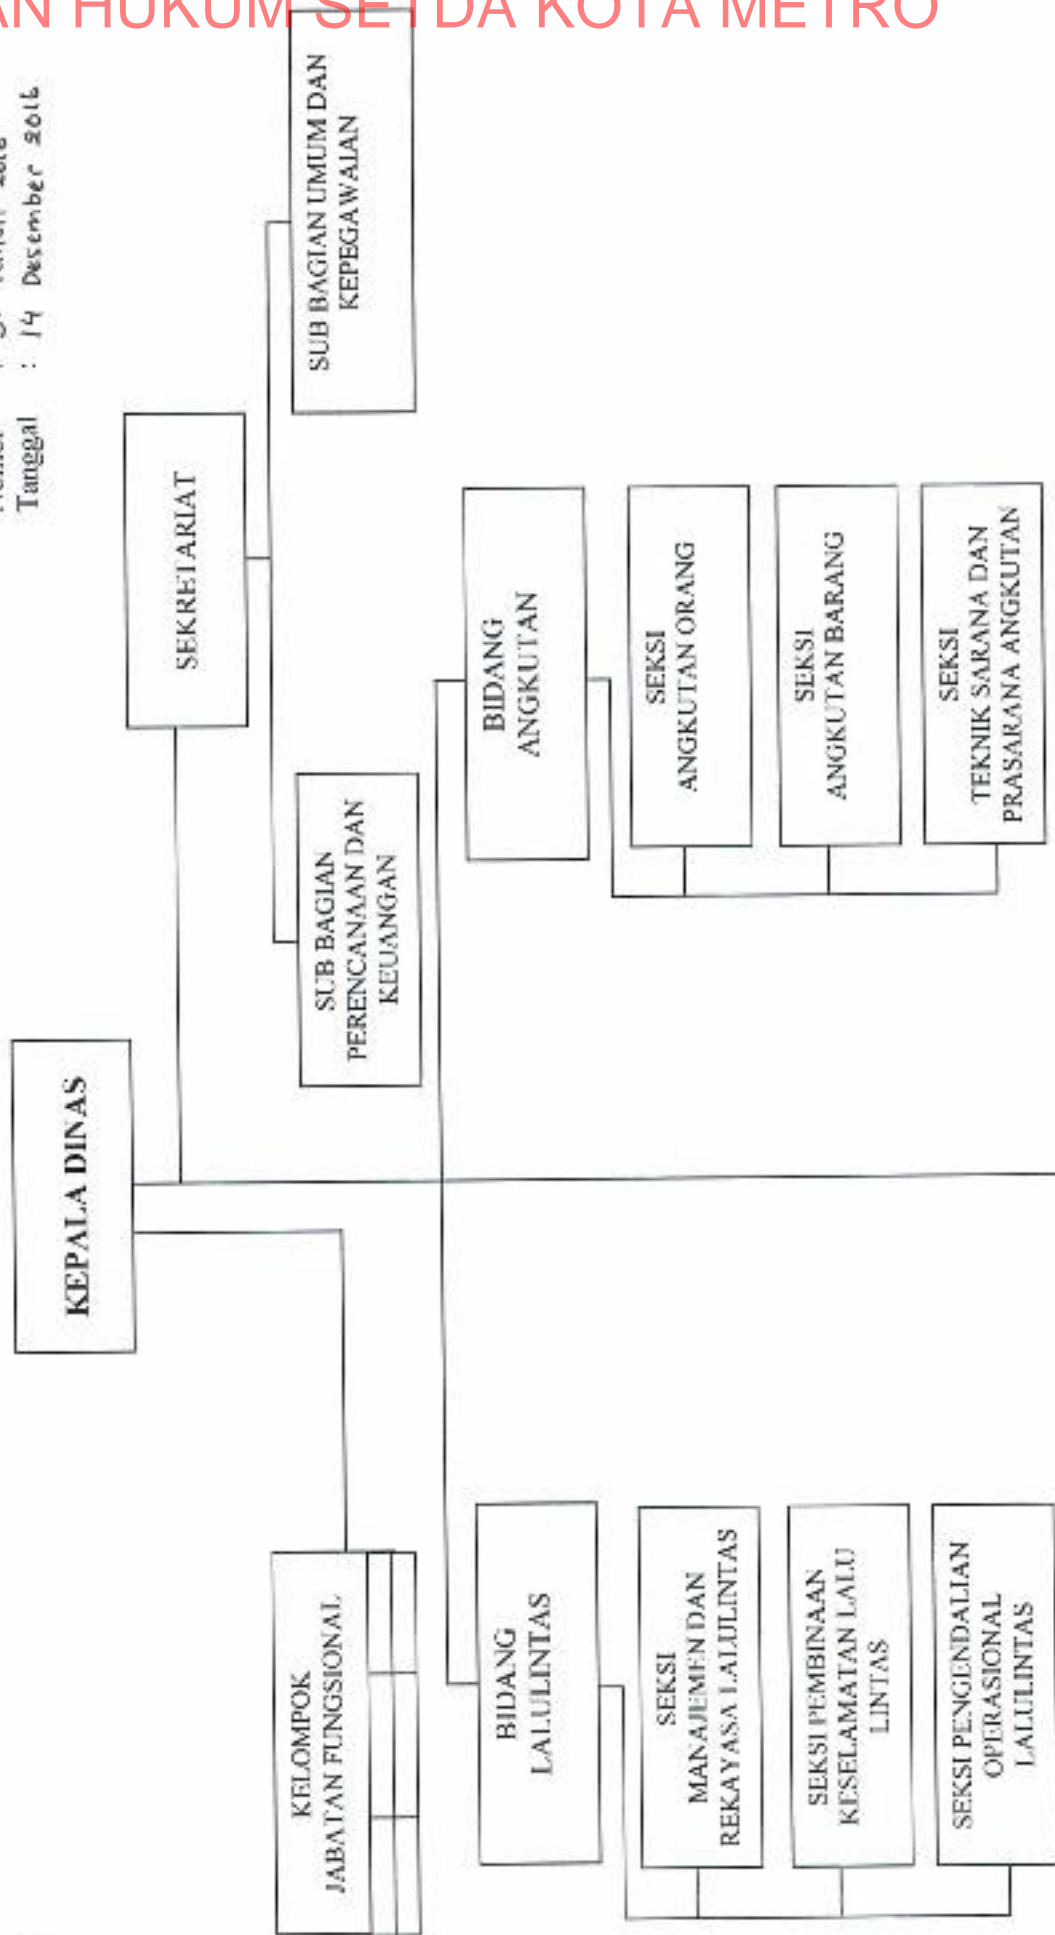 AN HUKUM SETDA KOTA METRO
Tanggal : 14 Desember 2016
KEPALA DINAS
SEKRETARIAT
KELOMPOK
JABATAN FUNGSIONAL
SUB BAGIAN
PERENCANAAN DAN
KEUANGAN
SUB BAGIAN UMUM DAN
KEPEGAWAIAN
BIDANG
LALULINTAS
SEKSI
MANAJEMEN DAN
REKAYASA LALULINTAS
SEKSI PEMBINAAN
KESELAMATAN LALU
LINTAS
SEKSI PENGENDALIAN
OPERASIONAL
LALULINTAS
BIDANG
ANGKUTAN
SEKSI
ANGKUTAN ORANG
SEKSI
ANGKUTAN BARANG
SEKSI
TEKNIK SARANA DAN
PRASARANA ANGKUTAN